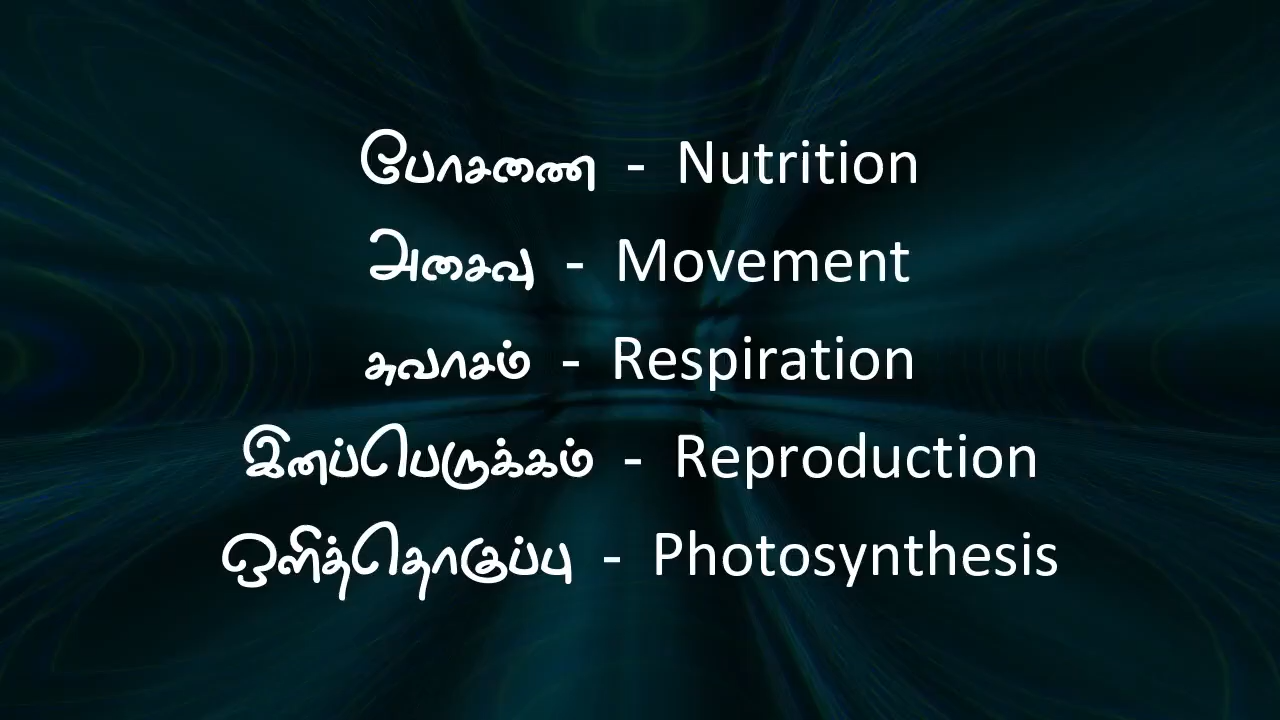 போசணை - Nutrition
அசைவு - Movement
சுவாசம் - Respiration
இனப்பெருக்கம் - Reproduction
ஒளித்தொகுப்பு - Photosynthesis